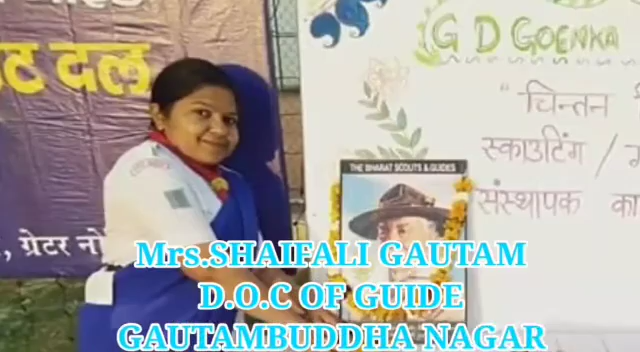 ठ दल
, ग्रेटर नो
G D GOENKA
"चिन्तन
स्काउटिंग /
संस्थापक का
THE BHARAT SCOUTS & GUIDES
Mrs.SHAIFALI GAUTAM
D.O.C OF GUIDE
GAUTAMBUDDHA NAGAR